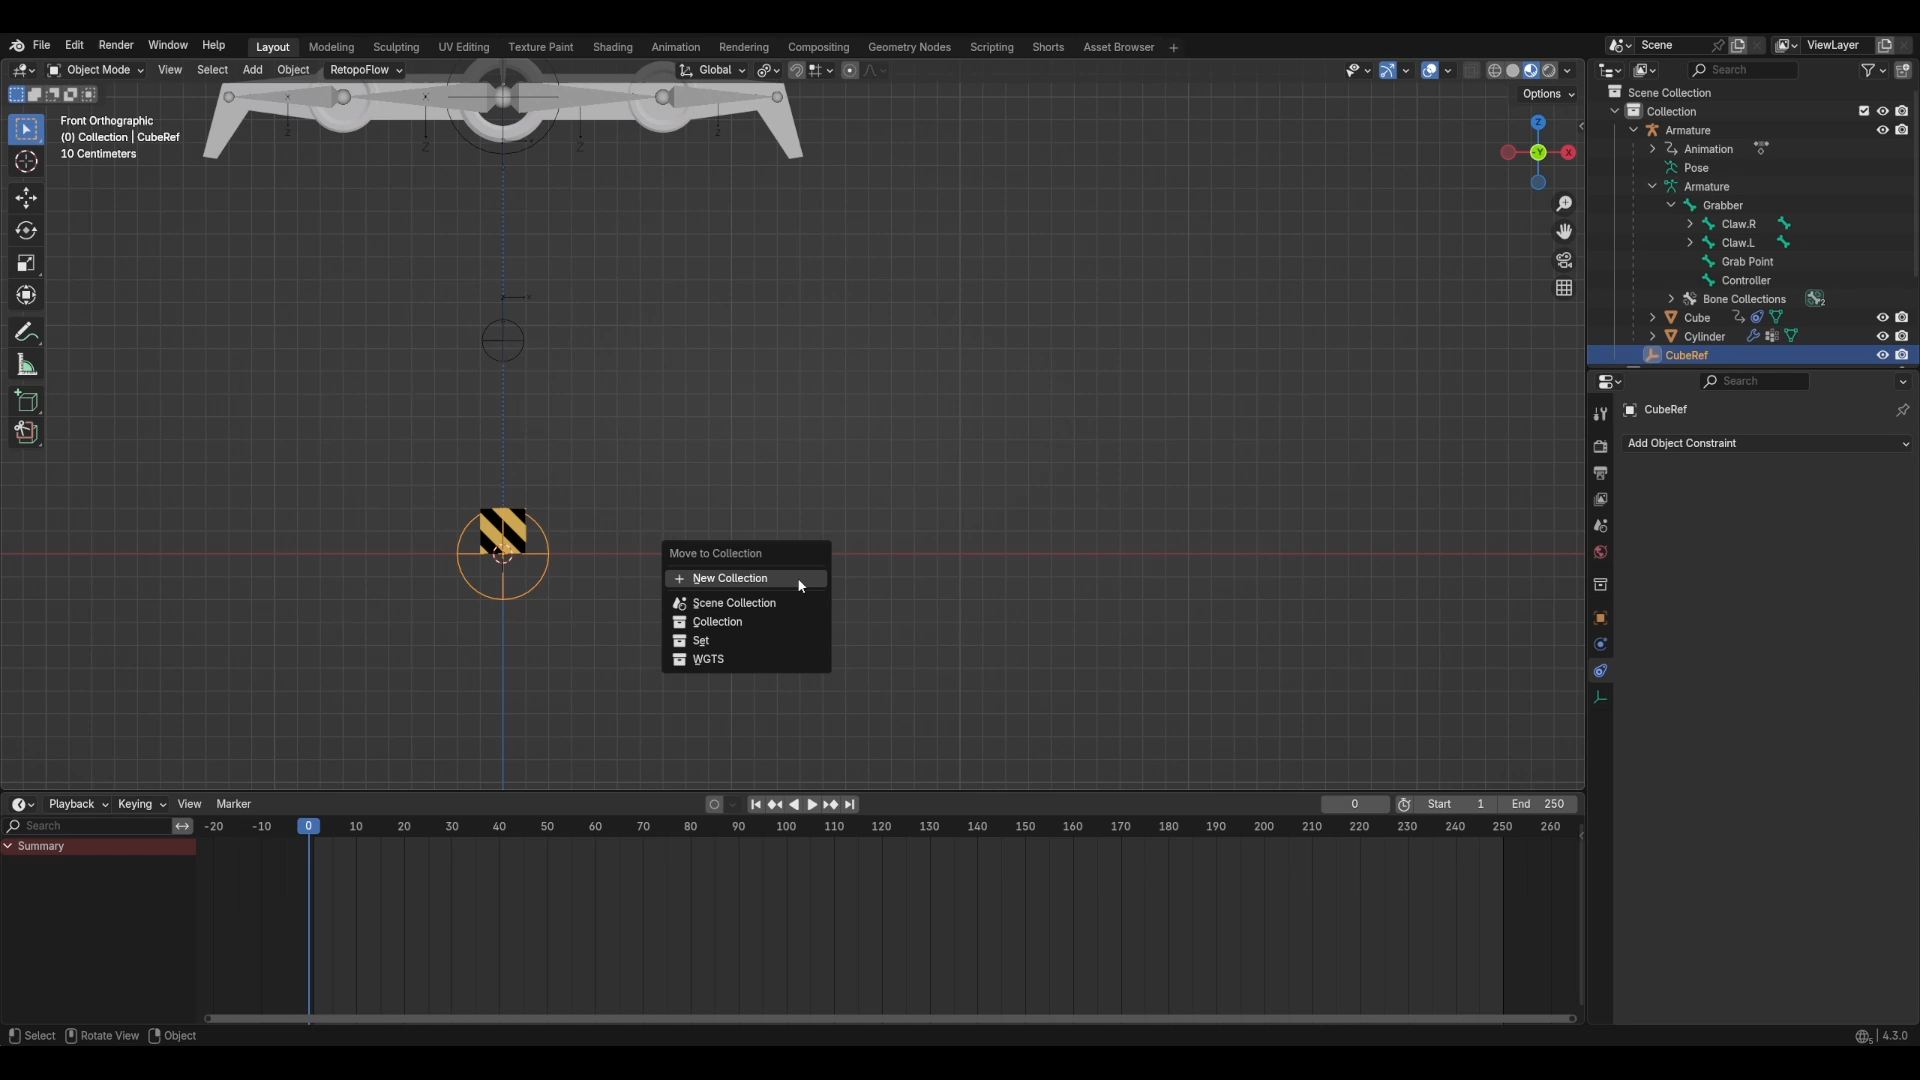 File Edit Render Window Help
Layout Modeling Sculpting UV Editing Texture Paint Shading Animation Rendering Compositing Geometry Nodes Scripting Shorts Asset Browser +
Scene ViewLayer
Object Mode View Select Add Object RetopoFlow Global
Options
Front Orthographic
(0) Collection | CubeRef
10 Centimeters
Z
X
-Y
Z
Z
Z
Z
Move to Collection
New Collection
Scene Collection
Collection
Set
WGTS
Search
Scene Collection
Collection
Armature
Animation
Pose
Armature
Grabber
Claw.R
Claw.L
Grab Point
Controller
Bone Collections 2
Cube
Cylinder
CubeRef
Search
CubeRef
Add Object Constraint
Playback Keying View Marker 0 Start 1 End 250
Search -20 -10 0 10 20 30 40 50 60 70 80 90 100 110 120 130 140 150 160 170 180 190 200 210 220 230 240 250 260
Summary
Select Rotate View Object 5 4.3.0